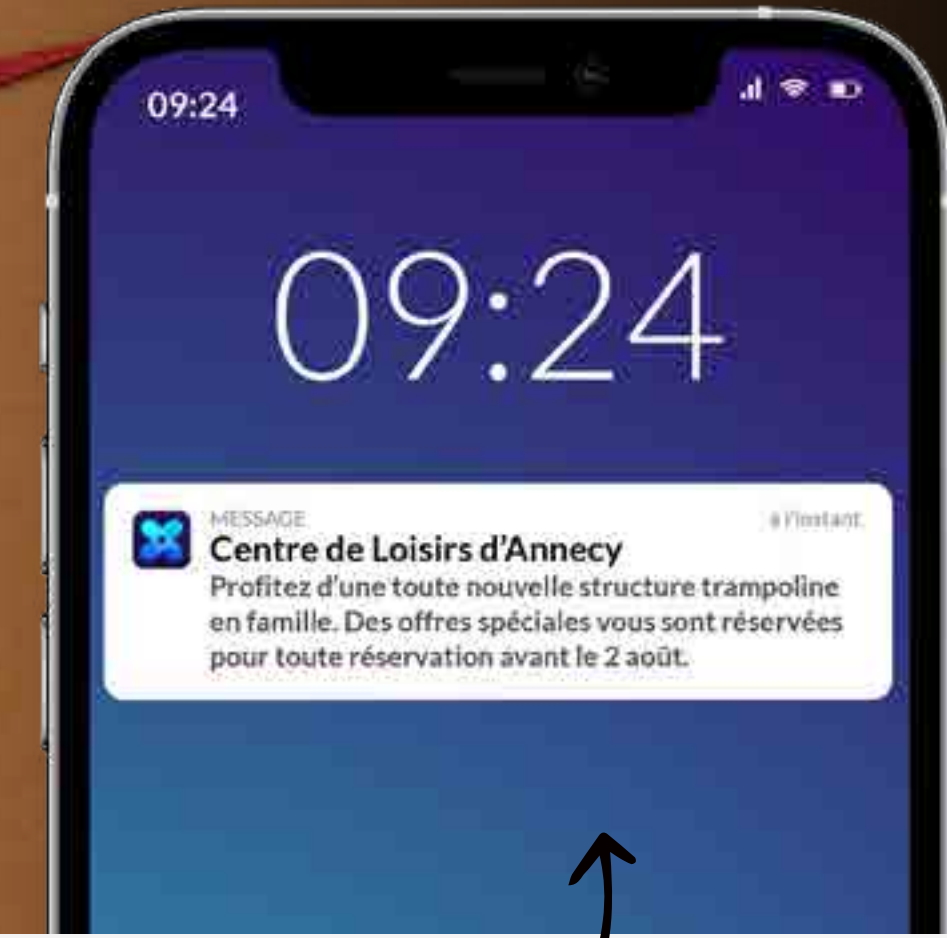 09:24
09:24
MESSAGE
à l'instant
Centre de Loisirs d'Annecy
Profitez d'une toute nouvelle structure trampoline
en famille. Des offres spéciales vous sont réservées
pour toute réservation avant le 2 août.